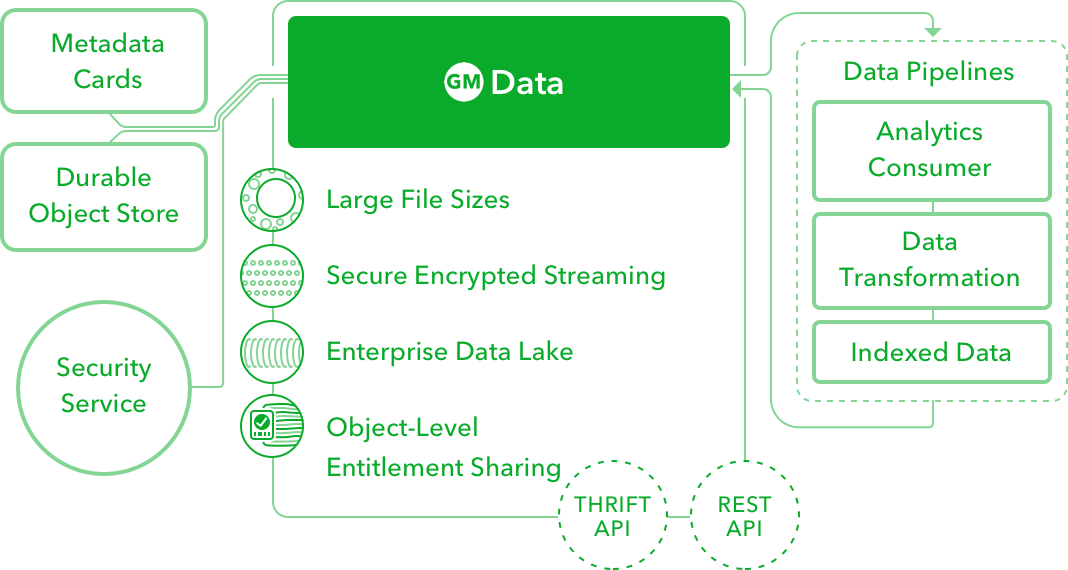 Metadata
Cards
Durable
Object Store
Security
Service
GM Data
Large File Sizes
Secure Encrypted Streaming
Enterprise Data Lake
Object-Level
Entitlement Sharing
THRIFT
API
REST
API
Data Pipelines
Analytics
Consumer
Data
Transformation
Indexed Data